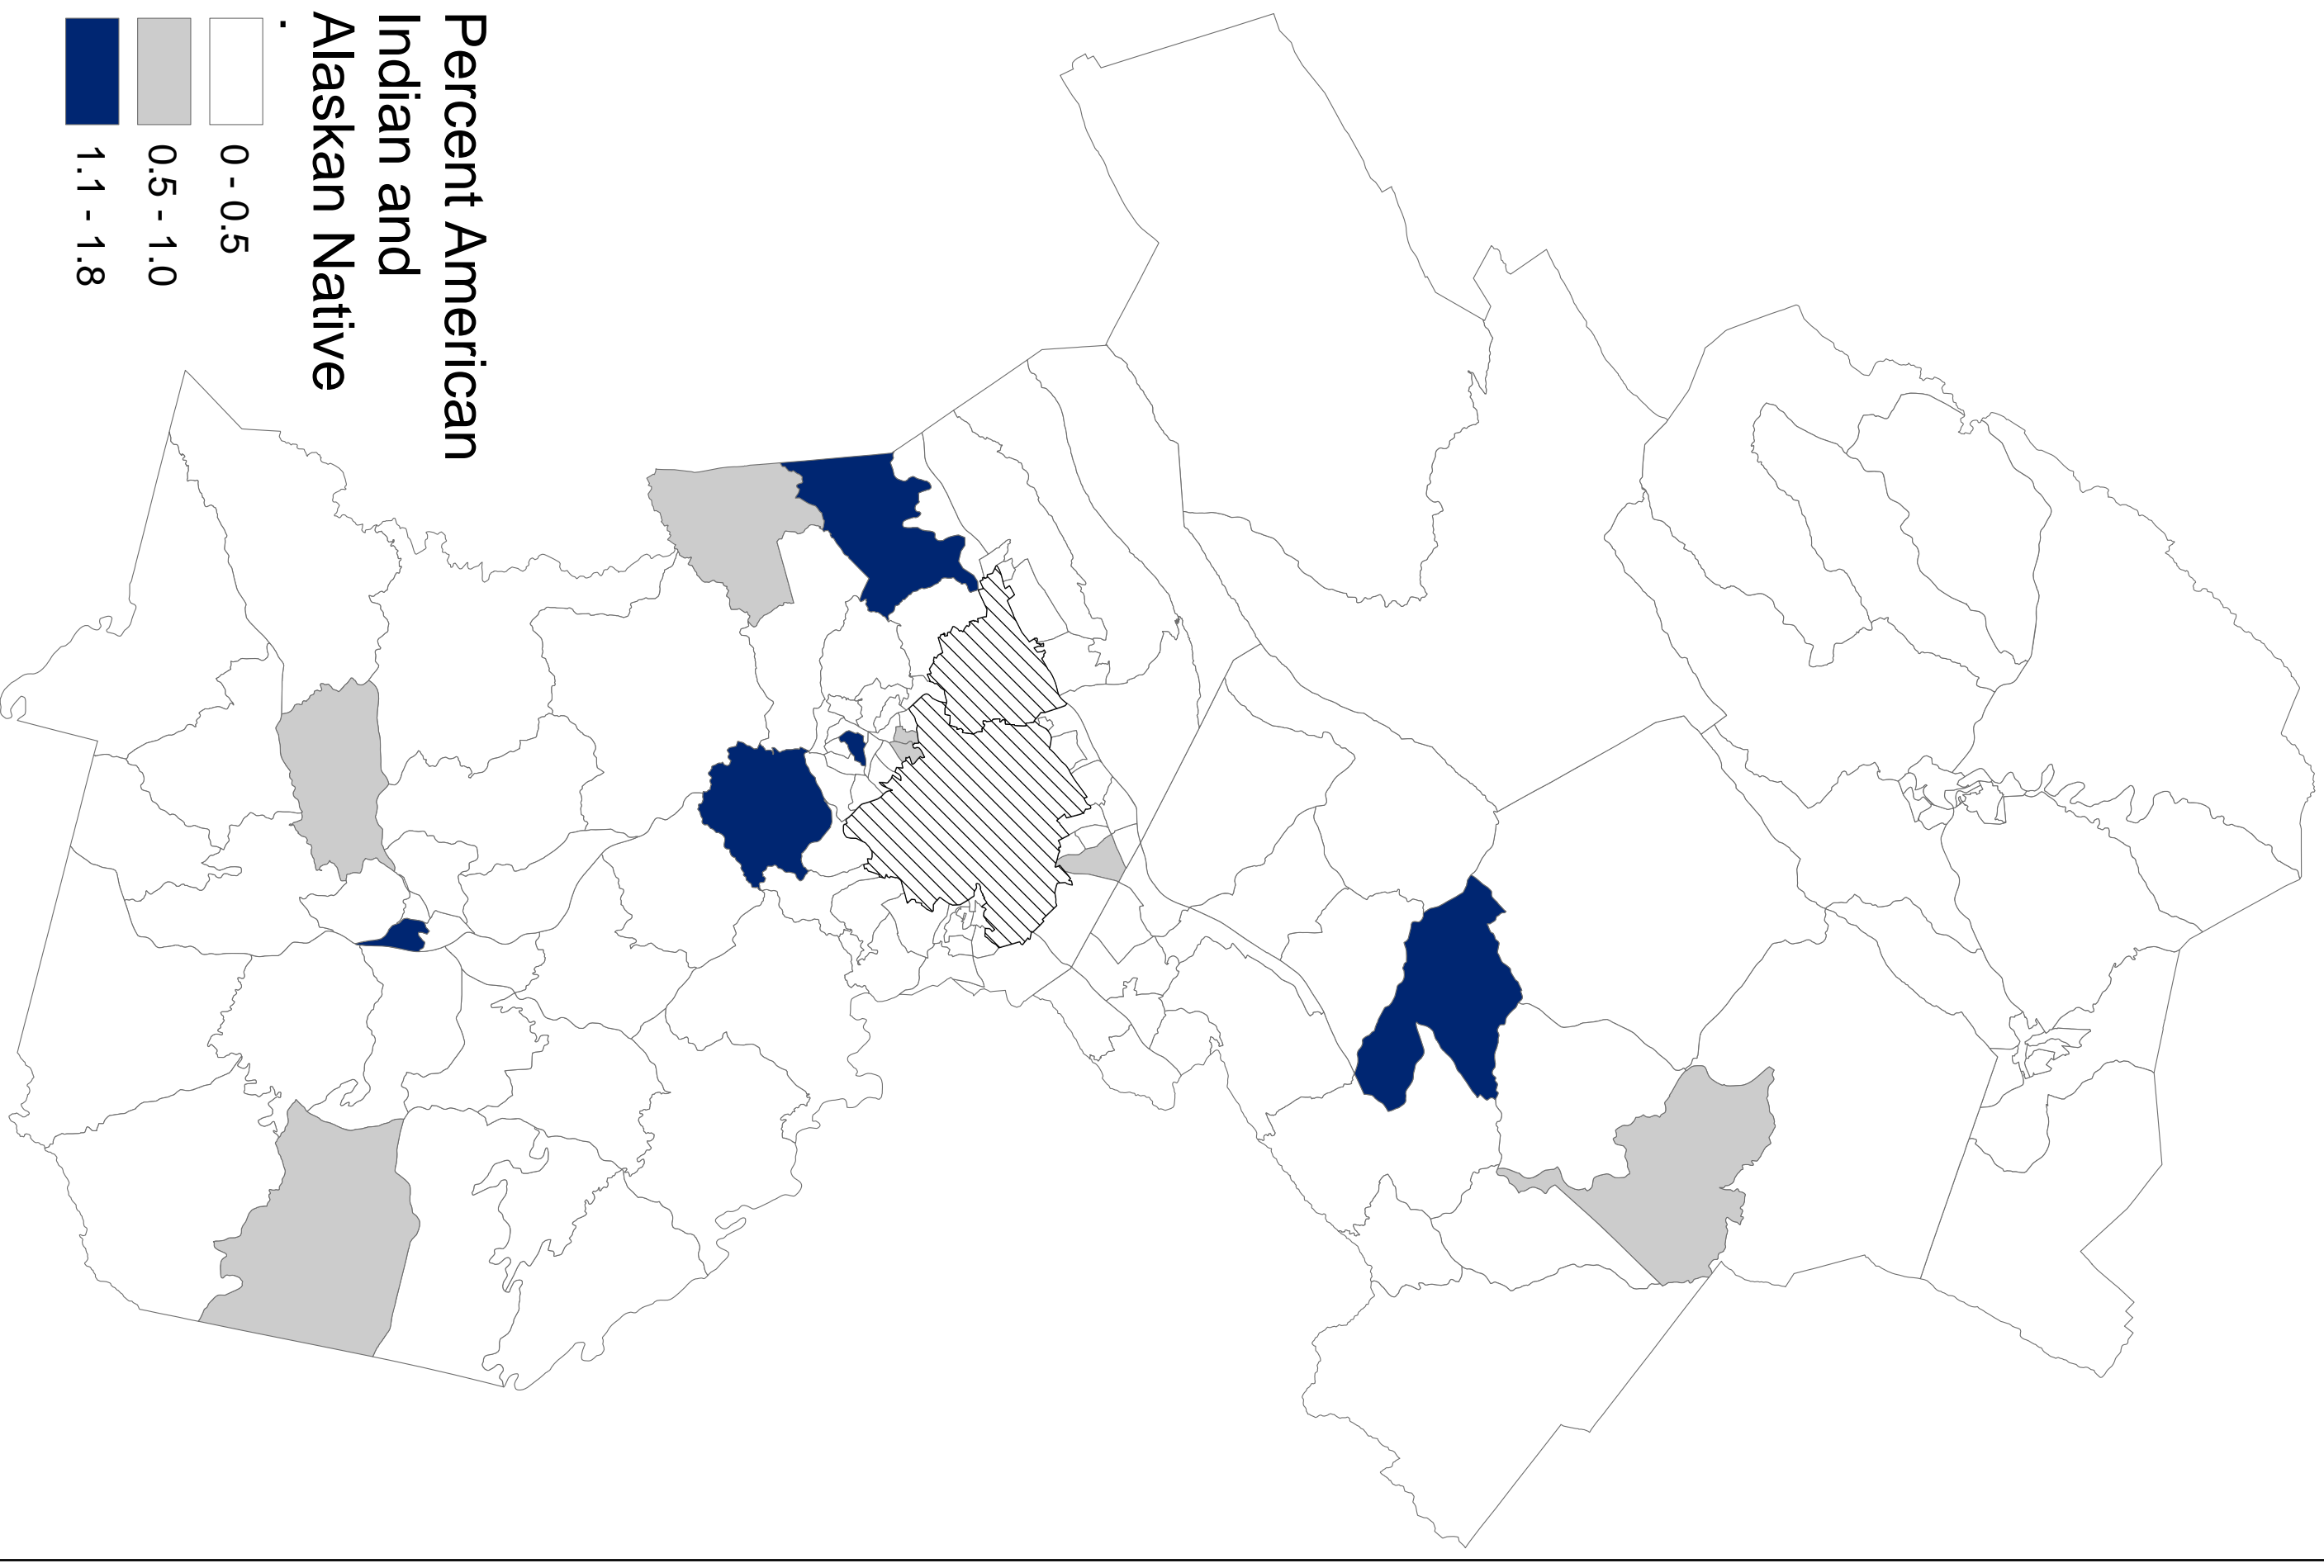 Percent American
Indian and
Alaskan Native
.
0 - 0.5
0.5 - 1.0
1.1 - 1.8